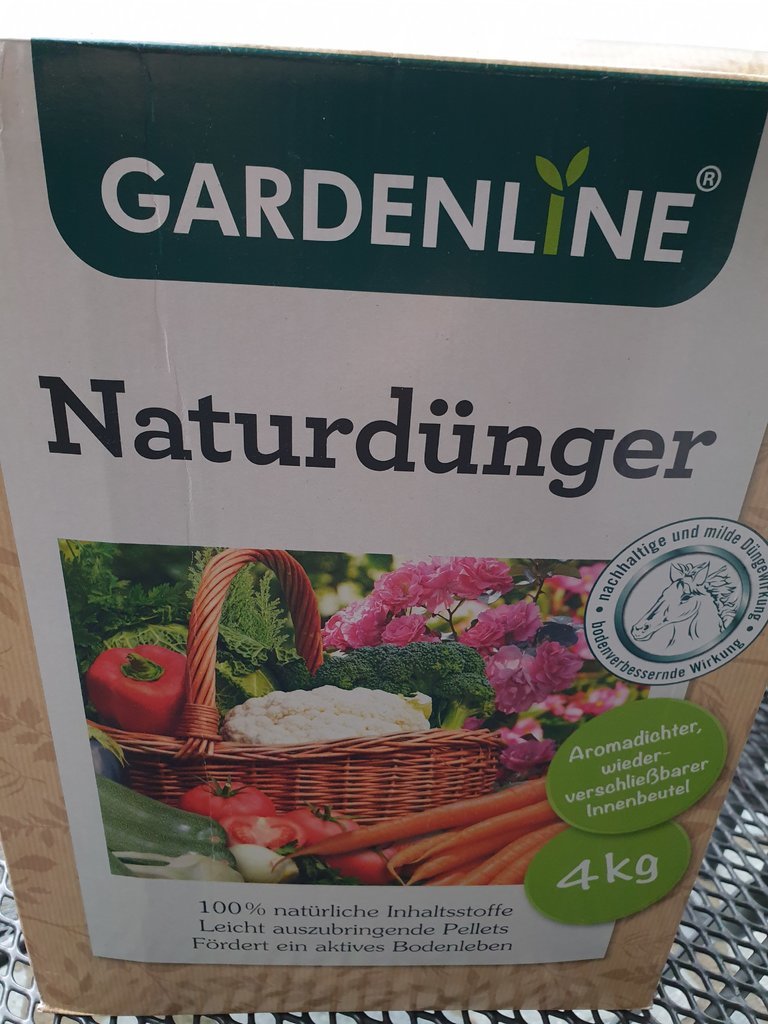 GARDENLINE®
Naturdünger
• nachhaltige und milde Düngewirkung •
bodenverbessernde Wirkung
Aromadichter,
wieder-
verschließbarer
Innenbeutel
4kg
100% natürliche Inhaltsstoffe
Leicht auszubringende Pellets
Fördert ein aktives Bodenleben